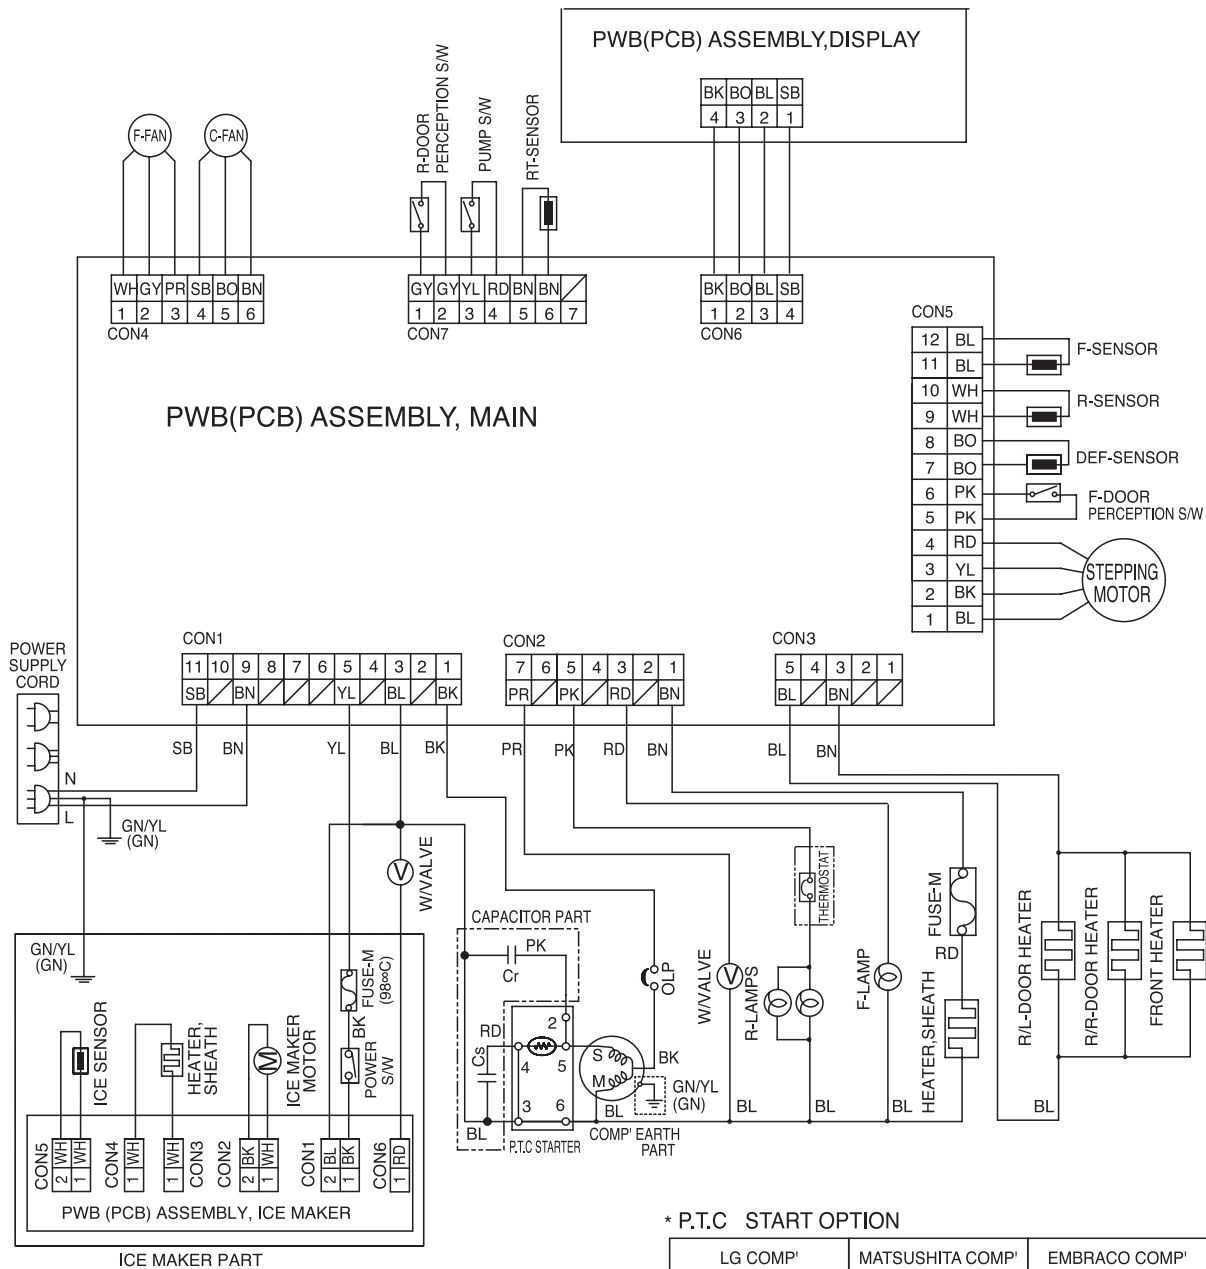 PWB(PCB) ASSEMBLY,DISPLAY
BK BO BL SB
4 3 2 1
F-FAN
C-FAN
R-DOOR
PERCEPTION S/W
PUMP S/W
RT-SENSOR
WH GY PR SB BO BN
1 2 3 4 5 6
CON4
GY GY YL RD BN BN
1 2 3 4 5 6 7
CON7
BK BO BL SB
1 2 3 4
CON6
CON5
12 BL
11 BL
10 WH
9 WH
8 BO
7 BO
6 PK
5 PK
4 RD
3 YL
2 BK
1 BL
F-SENSOR
R-SENSOR
DEF-SENSOR
F-DOOR
PERCEPTION S/W
STEPPING
MOTOR
PWB(PCB) ASSEMBLY, MAIN
CON1
11 10 9 8 7 6 5 4 3 2 1
SB BN YL BL BK
CON2
7 6 5 4 3 2 1
PR PK RD BN
CON3
5 4 3 2 1
BL BN
POWER
SUPPLY
CORD
N
L
GN/YL
(GN)
SB BN YL BL BK PR PK RD BN BL BN
W/VALVE
V
GN/YL
(GN)
FUSE-M
(98∞C)
BK
POWER
S/W
ICE SENSOR
HEATER,
SHEATH
M
ICE MAKER
MOTOR
CON5
2 WH
1 WH
CON4
1 WH
CON3
1 WH
CON2
2 BK
1 WH
CON1
2 BL
1 BK
CON6
1 RD
PWB (PCB) ASSEMBLY, ICE MAKER
ICE MAKER PART
CAPACITOR PART
PK
Cr
RD
Cs
BL
2
4 5
3 6
P.T.C STARTER
S
M
BL
COMP'
OLP
BK
GN/YL
(GN)
EARTH
PART
W/VALVE
V
BL
THERMOSTAT
R-LAMPS
BL
F-LAMP
BL
FUSE-M
RD
HEATER,SHEATH
R/L-DOOR HEATER
R/R-DOOR HEATER
FRONT HEATER
BL
* P.T.C START OPTION
LG COMP' MATSUSHITA COMP' EMBRACO COMP'